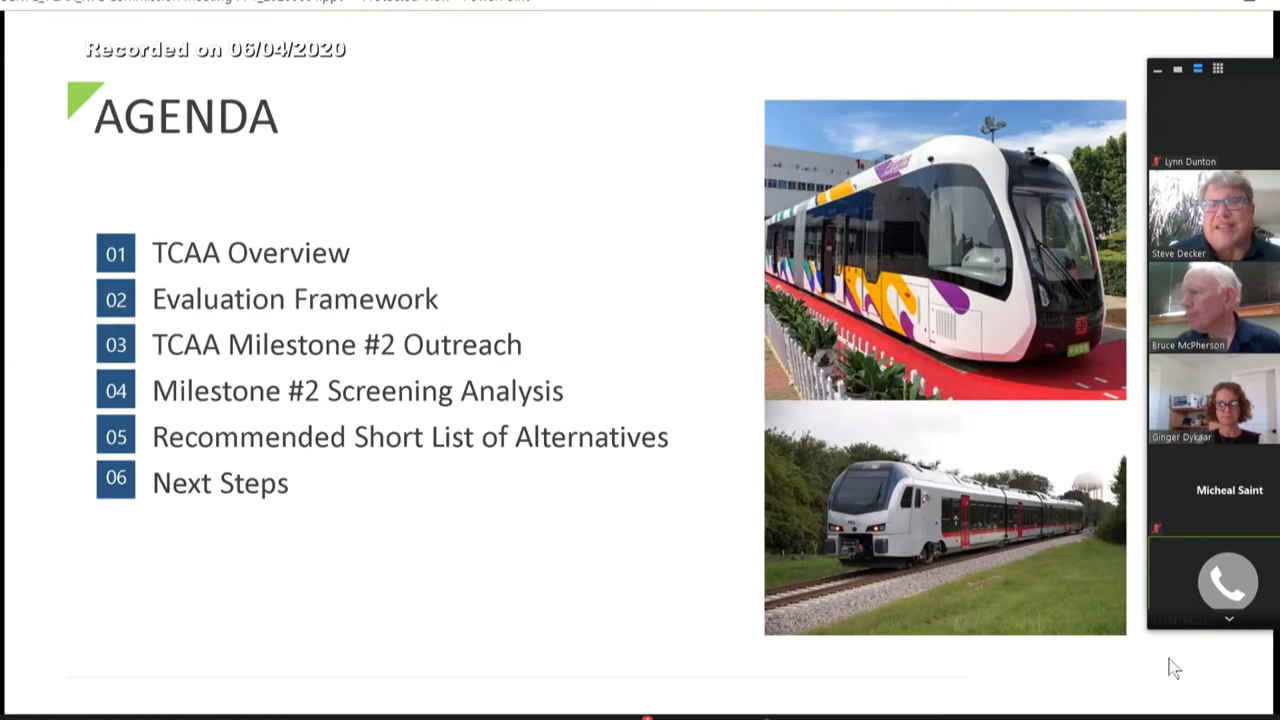 Recorded on 06/04/2020
AGENDA
01 TCAA Overview
02 Evaluation Framework
03 TCAA Milestone #2 Outreach
04 Milestone #2 Screening Analysis
05 Recommended Short List of Alternatives
06 Next Steps
Lynn Dunton
Steve Decker
Bruce McPherson
Ginger Dykaar
Micheal Saint